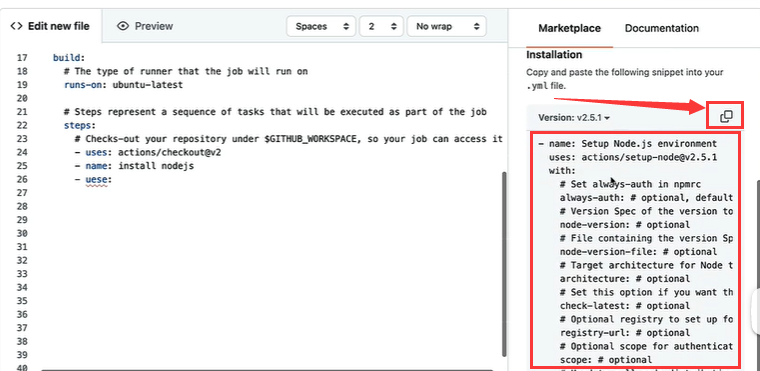 Edit new file
Preview
Spaces
2
No wrap
17 build:
18 # The type of runner that the job will run on
19 runs-on: ubuntu-latest
20
21 # Steps represent a sequence of tasks that will be executed as part of the job
22 steps:
23 # Checks-out your repository under $GITHUB_WORKSPACE, so your job can access it
24 - uses: actions/checkout@v2
25 - name: install nodejs
26 - uese:
27
28
29
30
31
32
33
34
35
36
37
38
39
40
Marketplace
Documentation
Installation
Copy and paste the following snippet into your
.yml file.
Version: v2.5.1
- name: Setup Node.js environment
uses: actions/setup-node@v2.5.1
with:
# Set always-auth in npmrc
always-auth: # optional, default
# Version Spec of the version to
node-version: # optional
# File containing the version Sp
node-version-file: # optional
# Target architecture for Node t
architecture: # optional
# Set this option if you want th
check-latest: # optional
# Optional registry to set up fo
registry-url: # optional
# Optional scope for authenticat
scope: # optional